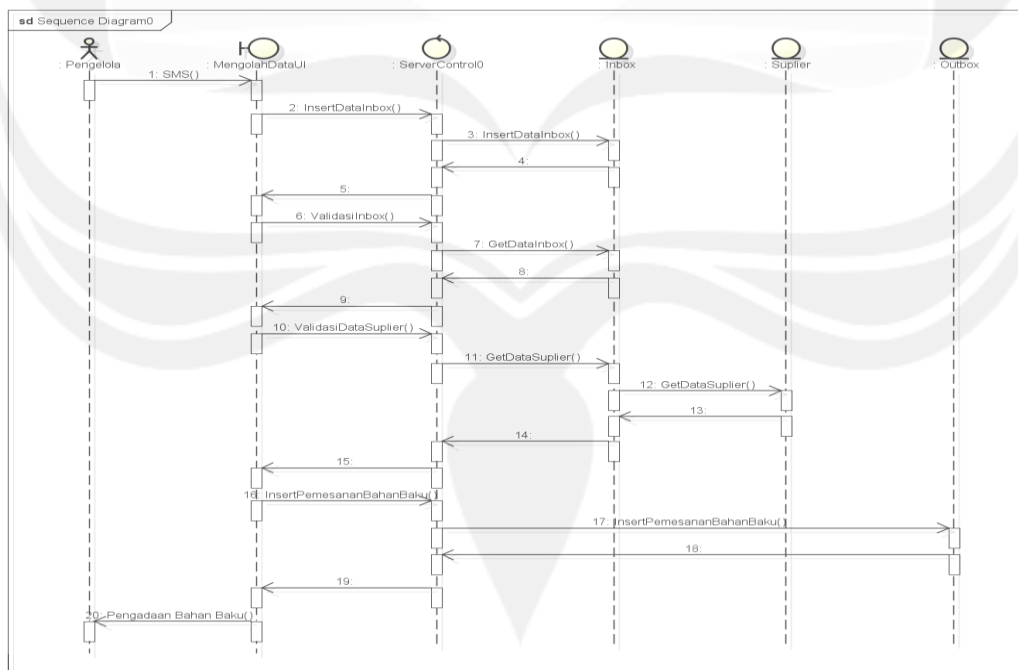 sd Sequence Diagram0
: Pengelola
: MengolahDataUI
: ServerControl0
: Inbox
: Suplier
: Outbox
1: SMS()
2: InsertDataInbox()
3: InsertDataInbox()
4:
5:
6: ValidasiInbox()
7: GetDataInbox()
8:
9:
10: ValidasiDataSuplier()
11: GetDataSuplier()
12: GetDataSuplier()
13:
14:
15:
16: InsertPemesananBahanBaku()
17: InsertPemesananBahanBaku()
18:
19:
20: Pengadaan Bahan Baku()